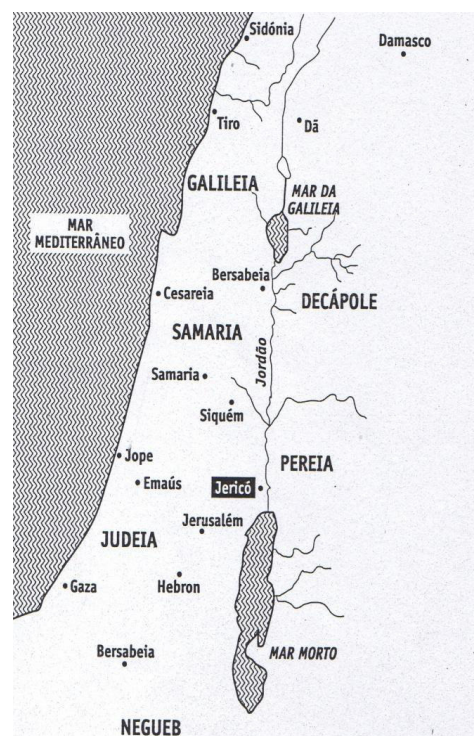 Sidónia
Damasco
Tiro
Dã
GALILEIA
MAR DA
GALILEIA
MAR
MEDITERRÂNEO
Bersabeia
Cesareia
DECÁPOLE
SAMARIA
Jordão
Samaria
Siquém
Jope
PEREIA
Emaús
Jericó
Jerusalém
JUDEIA
Gaza
Hebron
Bersabeia
MAR MORTO
NEGUEB